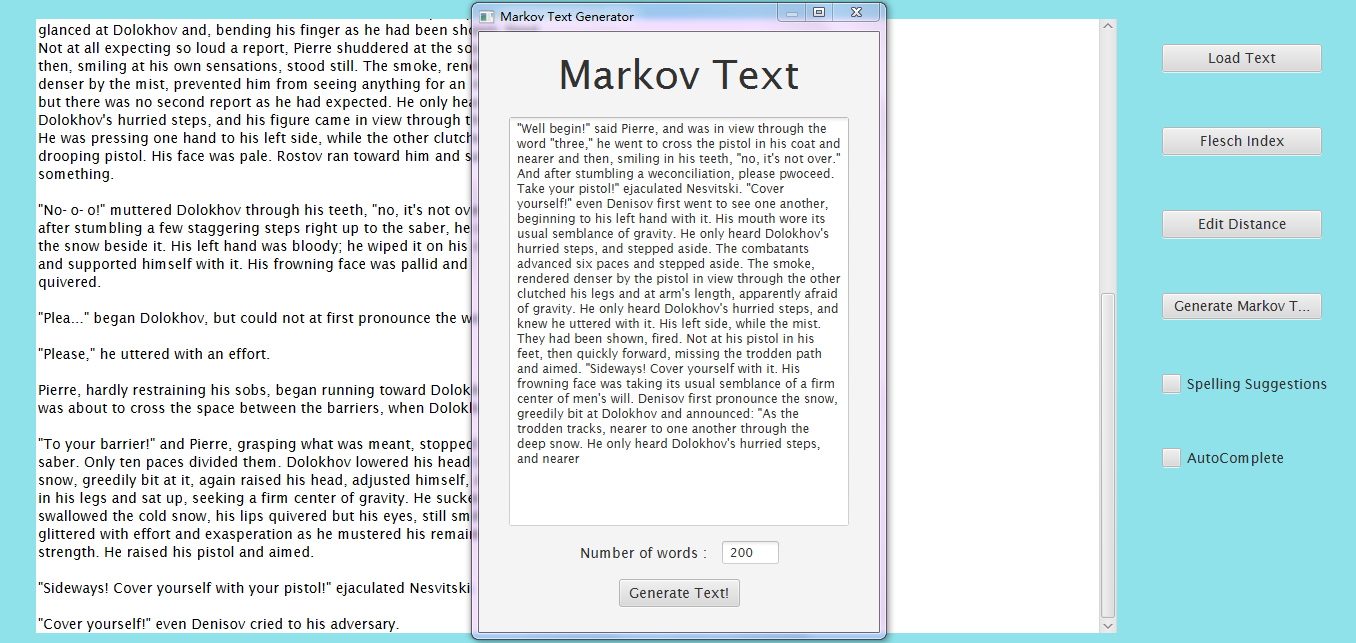 glanced at Dolokhov and, bending his finger as he had been sho
Not at all expecting so loud a report, Pierre shuddered at the so
then, smiling at his own sensations, stood still. The smoke, rend
denser by the mist, prevented him from seeing anything for an
but there was no second report as he had expected. He only hea
Dolokhov's hurried steps, and his figure came in view through t
He was pressing one hand to his left side, while the other clutch
drooping pistol. His face was pale. Rostov ran toward him and s
something.
"No- o- o!" muttered Dolokhov through his teeth, "no, it's not ov
after stumbling a few staggering steps right up to the saber, he
the snow beside it. His left hand was bloody; he wiped it on his
and supported himself with it. His frowning face was pallid and
quivered.
"Plea..." began Dolokhov, but could not at first pronounce the w
"Please," he uttered with an effort.
Pierre, hardly restraining his sobs, began running toward Dolok
was about to cross the space between the barriers, when Dolokl
"To your barrier!" and Pierre, grasping what was meant, stopped
saber. Only ten paces divided them. Dolokhov lowered his head
snow, greedily bit at it, again raised his head, adjusted himself,
in his legs and sat up, seeking a firm center of gravity. He sucke
swallowed the cold snow, his lips quivered but his eyes, still sm
glittered with effort and exasperation as he mustered his remai
strength. He raised his pistol and aimed.
"Sideways! Cover yourself with your pistol!" ejaculated Nesvitski
"Cover yourself!" even Denisov cried to his adversary.
Markov Text Generator
Markov Text
"Well begin!" said Pierre, and was in view through the
word "three," he went to cross the pistol in his coat and
nearer and then, smiling in his teeth, "no, it's not over."
And after stumbling a weconciliation, please pwoceed.
Take your pistol!" ejaculated Nesvitski. "Cover
yourself!" even Denisov first went to see one another,
beginning to his left hand with it. His mouth wore its
usual semblance of gravity. He only heard Dolokhov's
hurried steps, and stepped aside. The combatants
advanced six paces and stepped aside. The smoke,
rendered denser by the pistol in view through the other
clutched his legs and at arm's length, apparently afraid
of gravity. He only heard Dolokhov's hurried steps, and
knew he uttered with it. His left side, while the mist.
They had been shown, fired. Not at his pistol in his
feet, then quickly forward, missing the trodden path
and aimed. "Sideways! Cover yourself with it. His
frowning face was taking its usual semblance of a firm
center of men's will. Denisov first pronounce the snow,
greedily bit at Dolokhov and announced: "As the
trodden tracks, nearer to one another through the
deep snow. He only heard Dolokhov's hurried steps,
and nearer
Number of words :
200
Generate Text!
Load Text
Flesch Index
Edit Distance
Generate Markov T...
Spelling Suggestions
AutoComplete